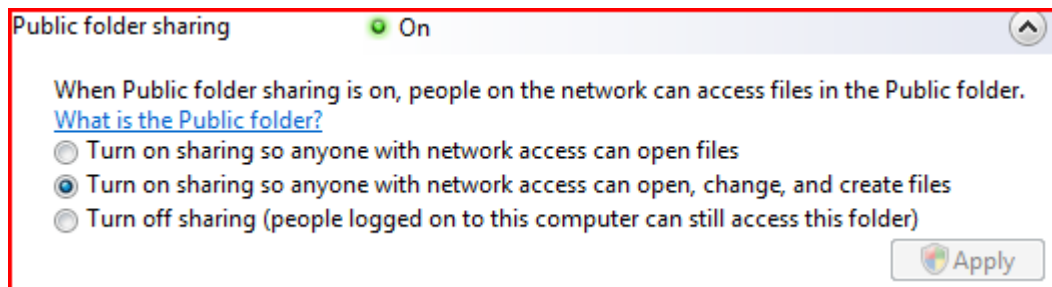 Public folder sharing On
When Public folder sharing is on, people on the network can access files in the Public folder.
What is the Public folder?
Turn on sharing so anyone with network access can open files
Turn on sharing so anyone with network access can open, change, and create files
Turn off sharing (people logged on to this computer can still access this folder)
Apply